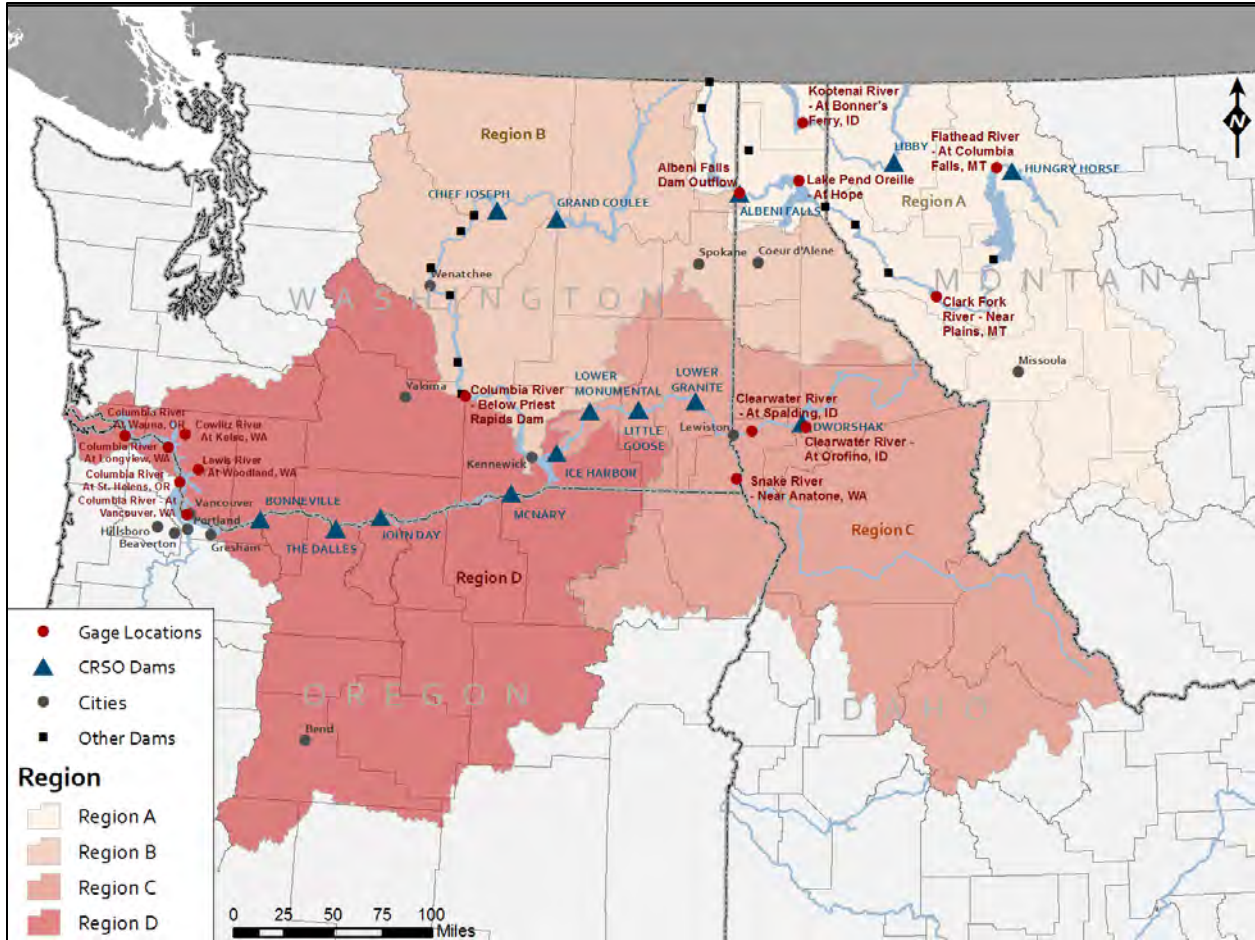 Region B
Kootenai River
- At Bonner's
Ferry, ID
Flathead River
- At Columbia
Falls, MT
LIBBY
HUNGRY HORSE
Albeni Falls
Dam Outflow
Lake Pend Oreille
- At Hope
Region A
CHIEF JOSEPH
GRAND COULEE
ALBENI FALLS
Spokane
Coeur d'Alene
Wenatchee
WASHINGTON
MONTANA
Clark Fork
River - Near
Plains, MT
Missoula
Yakima
Columbia River
- Below Priest
Rapids Dam
LOWER
MONUMENTAL
LOWER
GRANITE
Clearwater River
- At Spalding, ID
Columbia River
At Wauna, OR
Cowlitz River
At Kelso, WA
LITTLE
GOOSE
Lewiston
DWORSHAK
Clearwater River -
At Orofino, ID
Columbia River
At Longview, WA
Lewis River
- At Woodland, WA
Kennewick
ICE HARBOR
Columbia River -
At St. Helens, OR
Snake River -
Near Anatone, WA
Columbia River - At
Vancouver, WA
Vancouver
BONNEVILLE
MCNARY
Portland
Hillsboro
Beaverton
Gresham
THE DALLES
JOHN DAY
Region C
Region D
OREGON
IDAHO
Bend
N
Gage Locations
CRSO Dams
Cities
Other Dams
Region
Region A
Region B
Region C
Region D
0 25 50 75 100
Miles